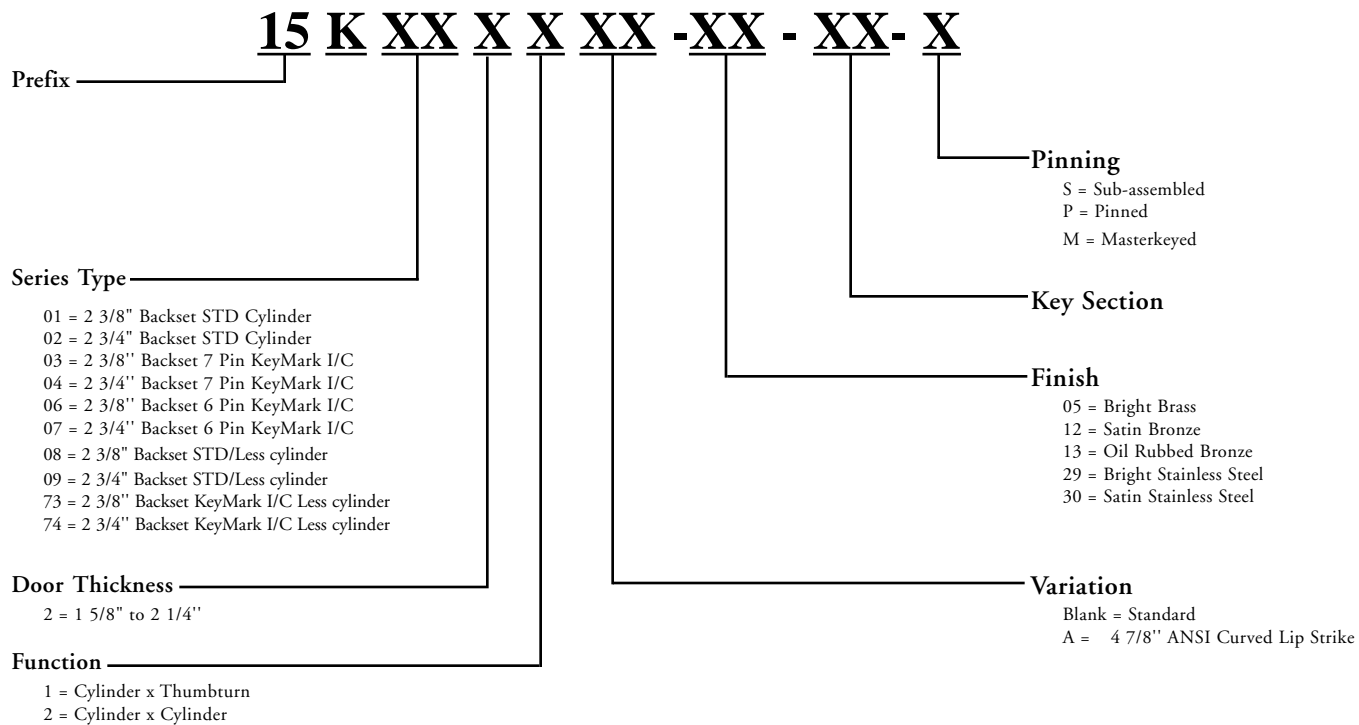 15 K XX X X XX -XX - XX- X
Prefix
Series Type
01 = 2 3/8" Backset STD Cylinder
02 = 2 3/4" Backset STD Cylinder
03 = 2 3/8'' Backset 7 Pin KeyMark I/C
04 = 2 3/4'' Backset 7 Pin KeyMark I/C
06 = 2 3/8'' Backset 6 Pin KeyMark I/C
07 = 2 3/4'' Backset 6 Pin KeyMark I/C
08 = 2 3/8" Backset STD/Less cylinder
09 = 2 3/4" Backset STD/Less cylinder
73 = 2 3/8'' Backset KeyMark I/C Less cylinder
74 = 2 3/4'' Backset KeyMark I/C Less cylinder
Door Thickness
2 = 1 5/8" to 2 1/4''
Function
1 = Cylinder x Thumbturn
2 = Cylinder x Cylinder
Pinning
S = Sub-assembled
P = Pinned
M = Masterkeyed
Key Section
Finish
05 = Bright Brass
12 = Satin Bronze
13 = Oil Rubbed Bronze
29 = Bright Stainless Steel
30 = Satin Stainless Steel
Variation
Blank = Standard
A = 4 7/8'' ANSI Curved Lip Strike